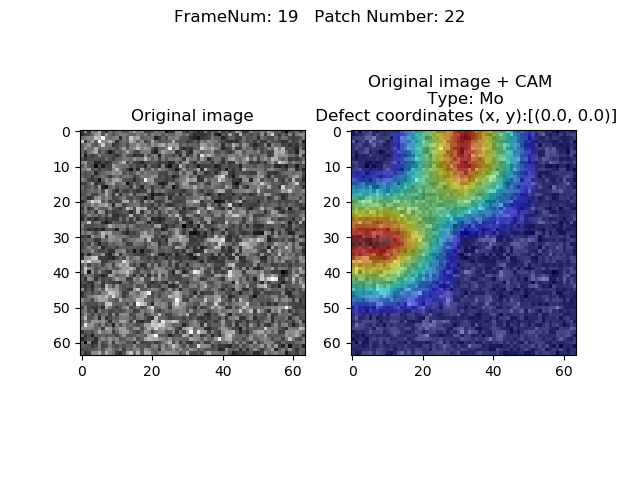 FrameNum: 19   Patch Number: 22
Original image
0
10
20
30
40
50
60
0 20 40 60
Original image + CAM
Type: Mo
Defect coordinates (x, y):[(0.0, 0.0)]
0
10
20
30
40
50
60
0 20 40 60